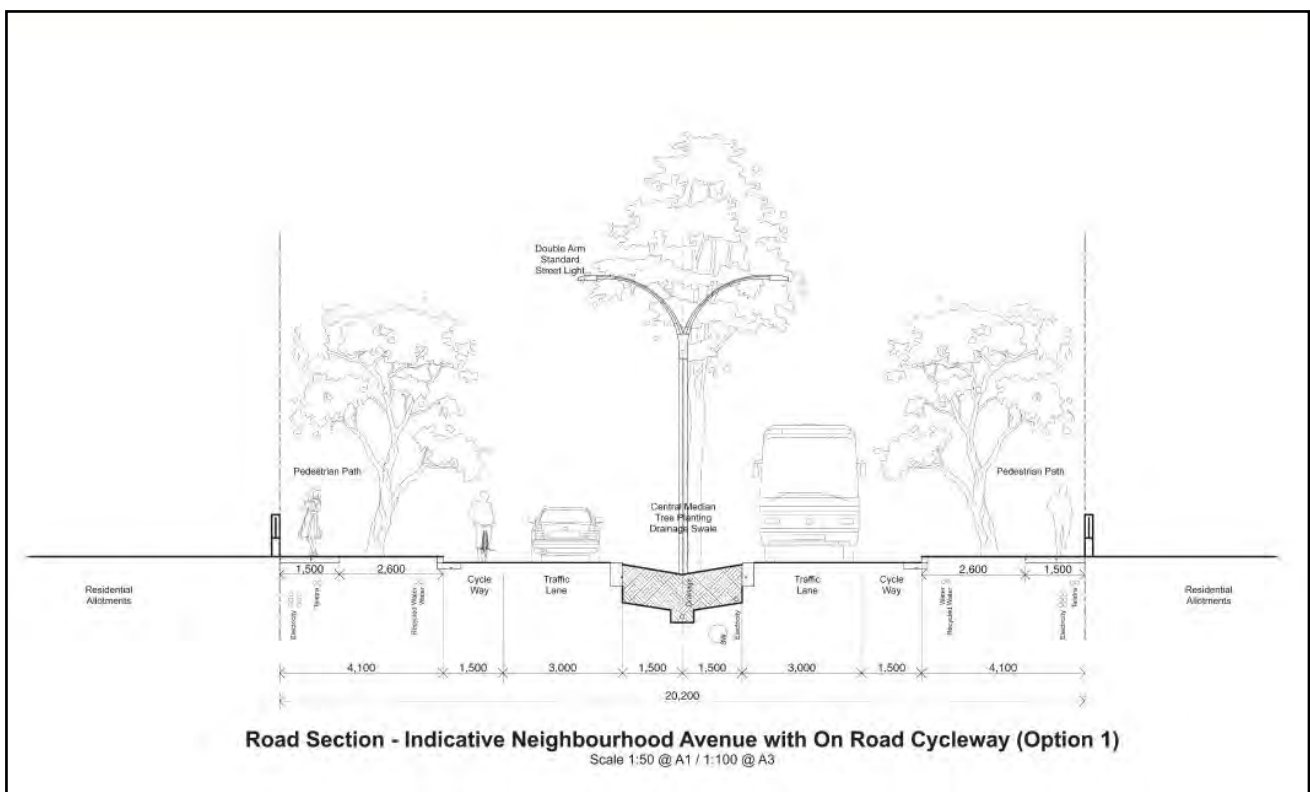 Double Arm
Standard
Street Light
Pedestrian Path
Pedestrian Path
Central Median
Tree Planting
Drainage Swale
1,500
2,600
2,600
1,500
Residential
Allotments
Electricity
Telstra
Recycled Water
Water
Cycle
Way
Traffic
Lane
Drainage
SW
Electricity
Traffic
Lane
Cycle
Way
Water
Recycled Water
Electricity
Telstra
Residential
Allotments
4,100
1,500
3,000
1,500
1,500
3,000
1,500
4,100
20,200
Road Section - Indicative Neighbourhood Avenue with On Road Cycleway (Option 1)
Scale 1:50 @ A1 / 1:100 @ A3